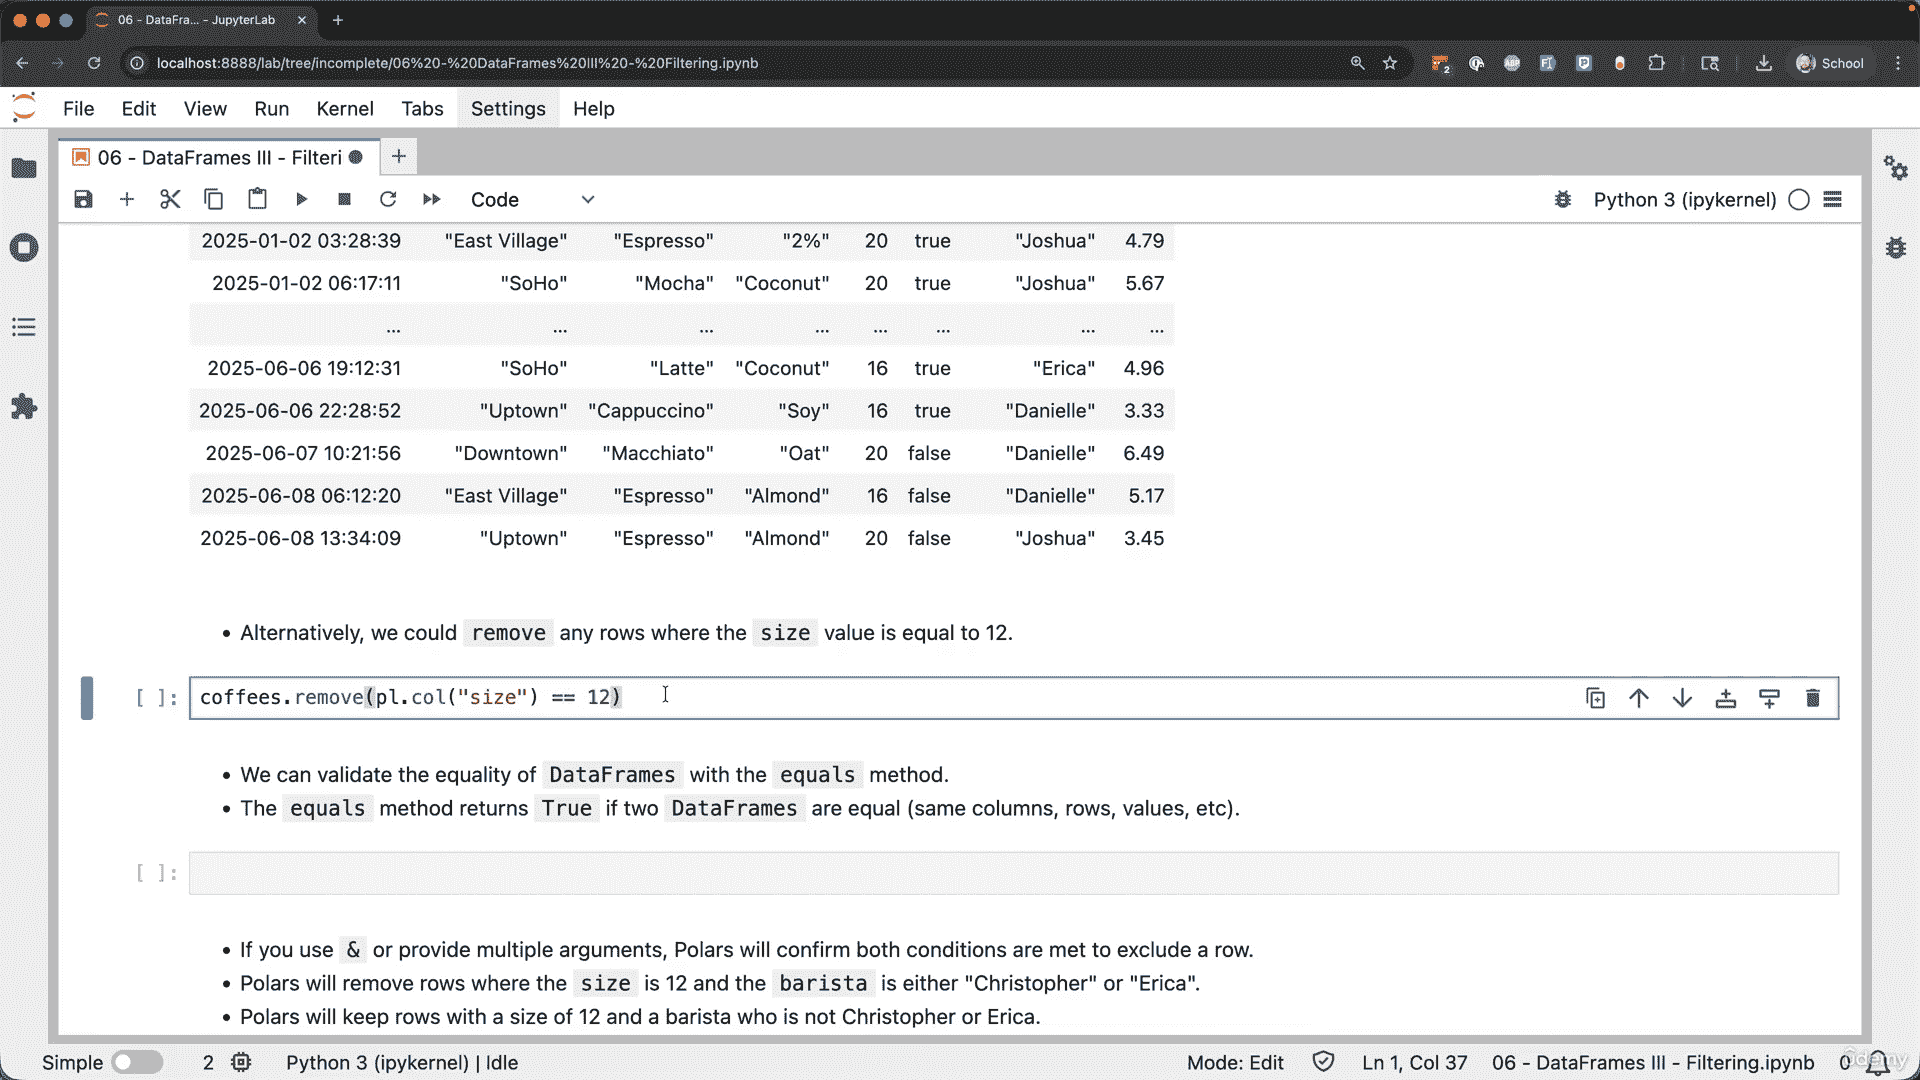 06 - DataFra... - JupyterLab
localhost:8888/lab/tree/incomplete/06%20-%20DataFrames%20III%20-%20Filtering.ipynb
2
ABP
School
File Edit View Run Kernel Tabs Settings Help
06 - DataFrames III - Filteri
Code
Python 3 (ipykernel)
2025-01-02 03:28:39 "East Village" "Espresso" "2%" 20 true "Joshua" 4.79
2025-01-02 06:17:11 "SoHo" "Mocha" "Coconut" 20 true "Joshua" 5.67
... ... ... ... ... ... ... ...
2025-06-06 19:12:31 "SoHo" "Latte" "Coconut" 16 true "Erica" 4.96
2025-06-06 22:28:52 "Uptown" "Cappuccino" "Soy" 16 true "Danielle" 3.33
2025-06-07 10:21:56 "Downtown" "Macchiato" "Oat" 20 false "Danielle" 6.49
2025-06-08 06:12:20 "East Village" "Espresso" "Almond" 16 false "Danielle" 5.17
2025-06-08 13:34:09 "Uptown" "Espresso" "Almond" 20 false "Joshua" 3.45
• Alternatively, we could remove any rows where the size value is equal to 12.
[ ]: coffees.remove(pl.col("size") == 12)
• We can validate the equality of DataFrames with the equals method.
• The equals method returns True if two DataFrames are equal (same columns, rows, values, etc).
[ ]:
• If you use & or provide multiple arguments, Polars will confirm both conditions are met to exclude a row.
• Polars will remove rows where the size is 12 and the barista is either "Christopher" or "Erica".
• Polars will keep rows with a size of 12 and a barista who is not Christopher or Erica.
Simple 2 Python 3 (ipykernel) | Idle Mode: Edit Ln 1, Col 37 06 - DataFrames III - Filtering.ipynb 0
ûdemy